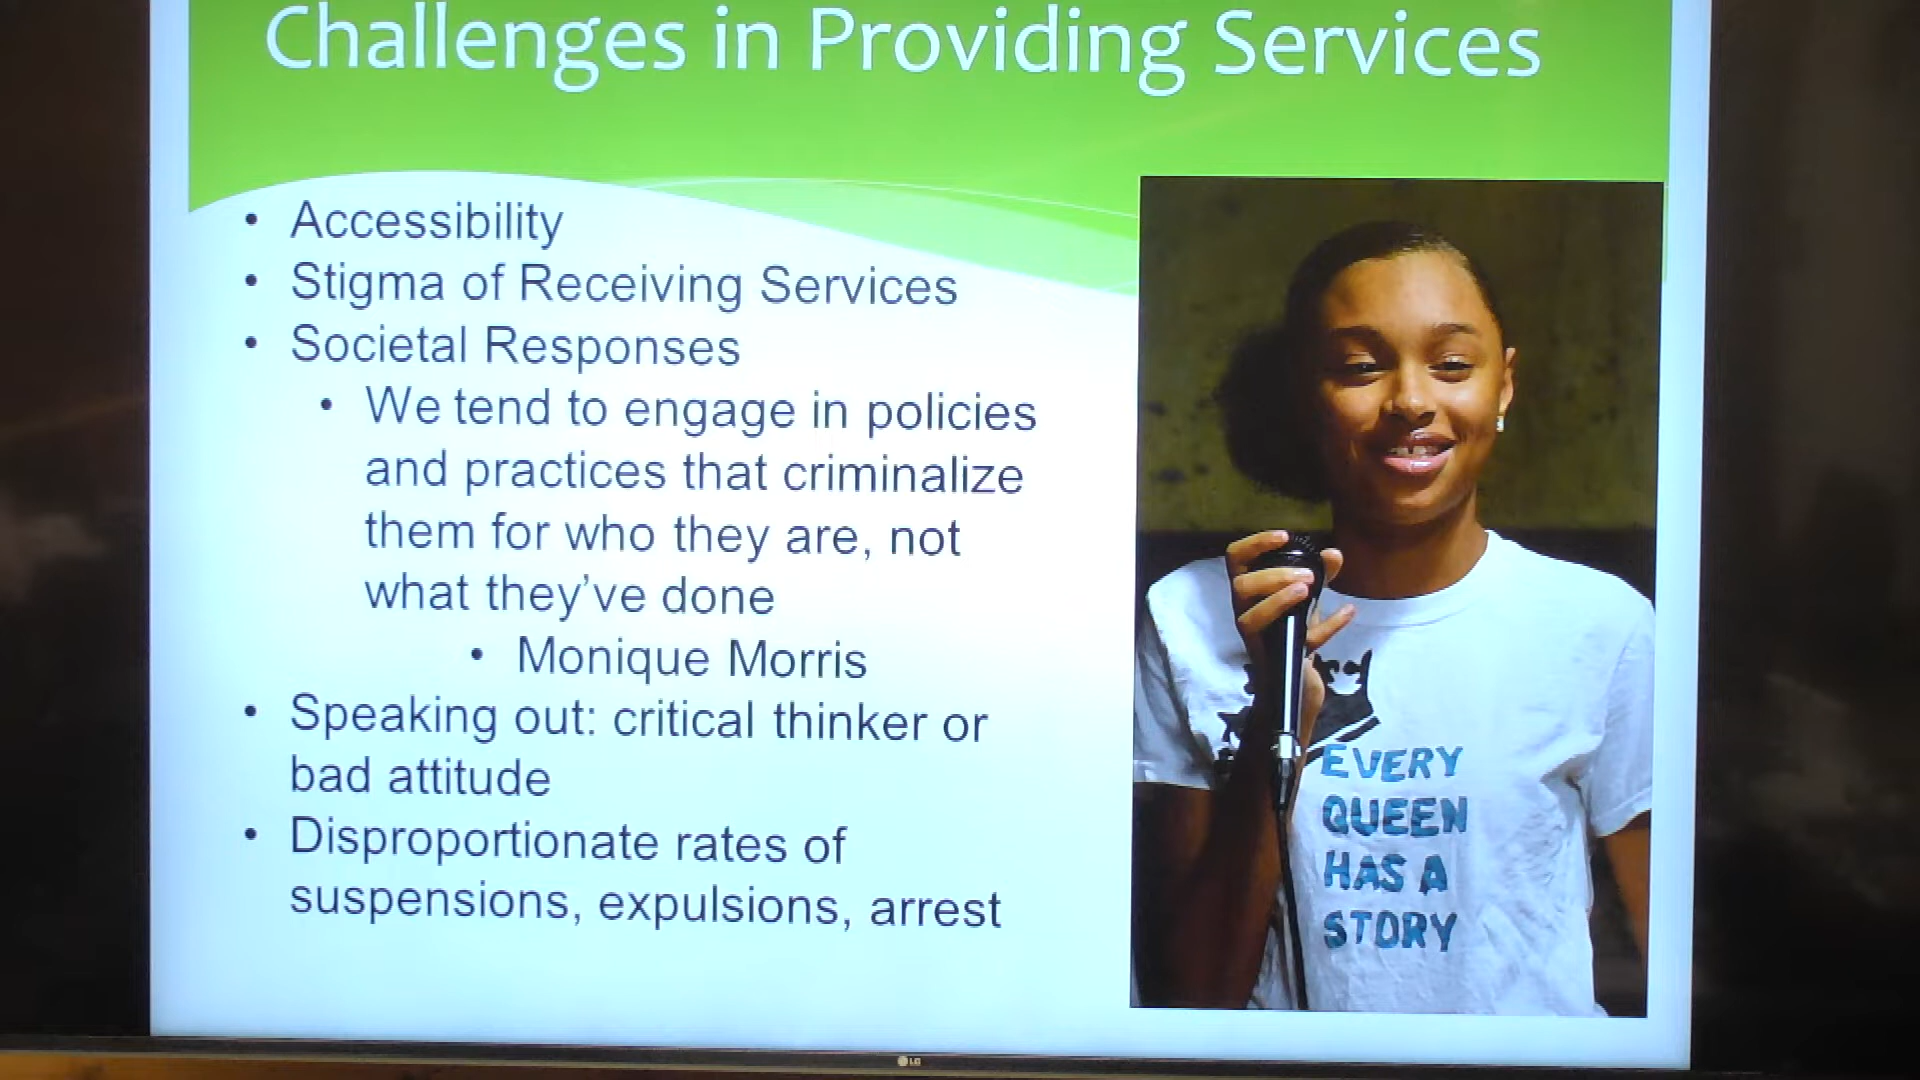 Challenges in Providing Services
• Accessibility
• Stigma of Receiving Services
• Societal Responses
• We tend to engage in policies
and practices that criminalize
them for who they are, not
what they’ve done
• Monique Morris
• Speaking out: critical thinker or
bad attitude
• Disproportionate rates of
suspensions, expulsions, arrest
EVERY
QUEEN
HAS A
STORY
LG